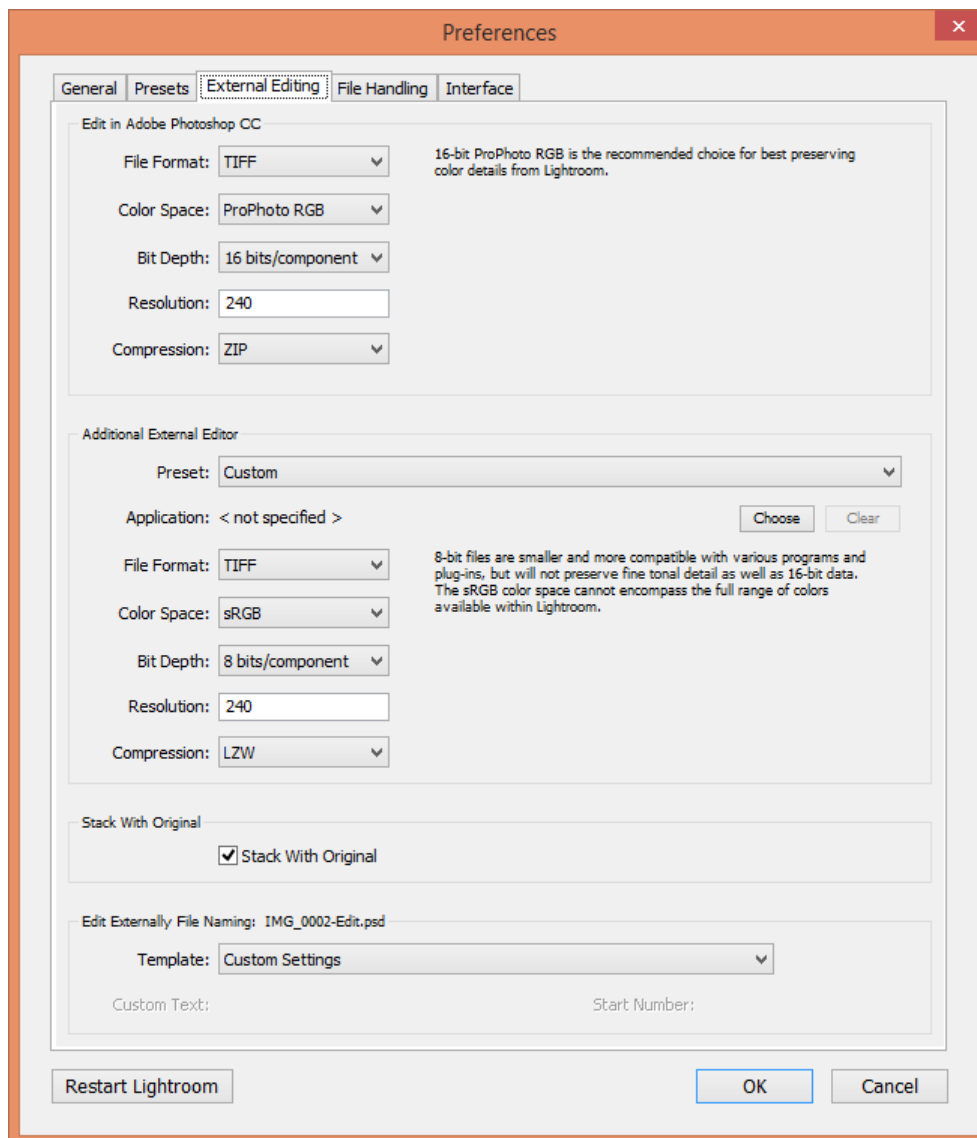 Preferences
General Presets External Editing File Handling Interface
Edit in Adobe Photoshop CC
File Format: TIFF
16-bit ProPhoto RGB is the recommended choice for best preserving
color details from Lightroom.
Color Space: ProPhoto RGB
Bit Depth: 16 bits/component
Resolution: 240
Compression: ZIP
Additional External Editor
Preset: Custom
Application: < not specified >
Choose Clear
File Format: TIFF
8-bit files are smaller and more compatible with various programs and
plug-ins, but will not preserve fine tonal detail as well as 16-bit data.
The sRGB color space cannot encompass the full range of colors
available within Lightroom.
Color Space: sRGB
Bit Depth: 8 bits/component
Resolution: 240
Compression: LZW
Stack With Original
Stack With Original
Edit Externally File Naming: IMG_0002-Edit.psd
Template: Custom Settings
Custom Text: Start Number:
Restart Lightroom OK Cancel